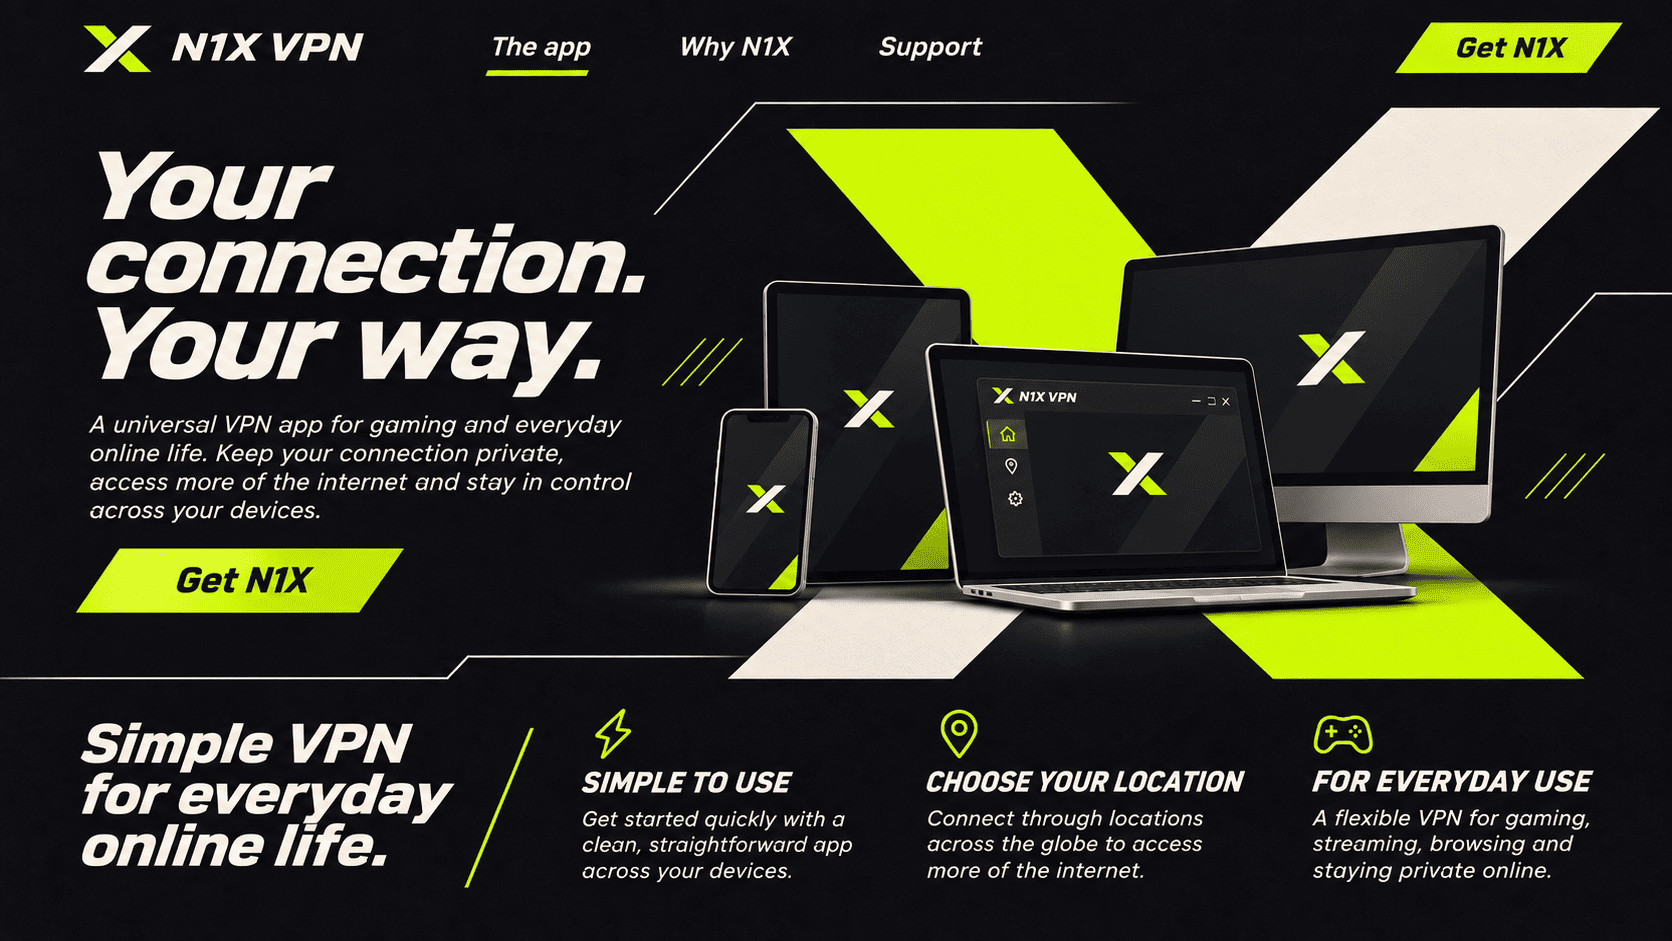 N1X VPN
The app
Why N1X
Support
Get N1X
Your
connection.
Your way.
A universal VPN app for gaming and everyday
online life. Keep your connection private,
access more of the internet and stay in control
across your devices.
Get N1X
N1X VPN
Simple VPN
for everyday
online life.
SIMPLE TO USE
Get started quickly with a
clean, straightforward app
across your devices.
CHOOSE YOUR LOCATION
Connect through locations
across the globe to access
more of the internet.
FOR EVERYDAY USE
A flexible VPN for gaming,
streaming, browsing and
staying private online.